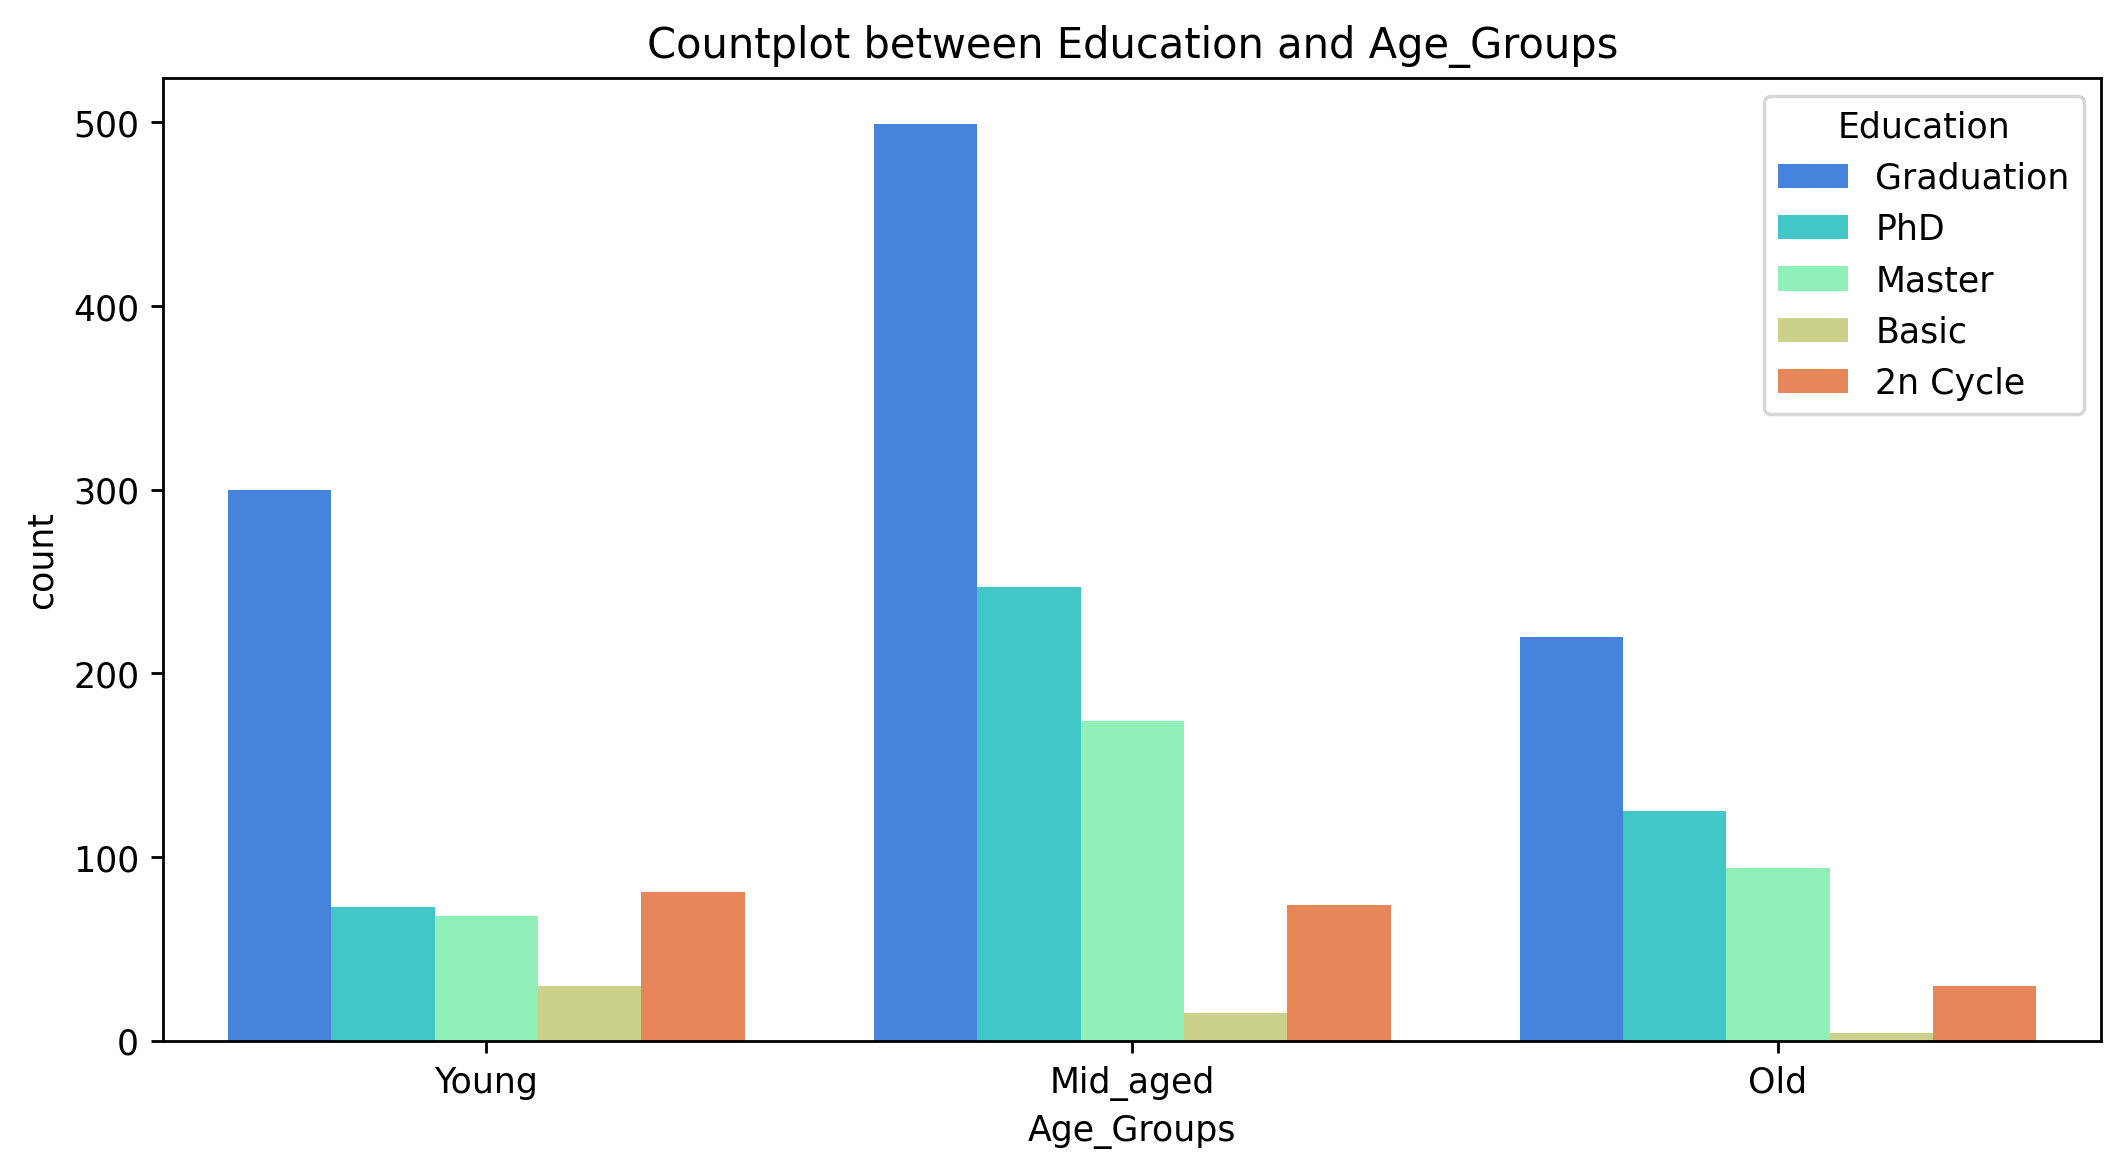 Countplot between Education and Age_Groups
500
400
300
200
100
0
count
Young
Mid_aged
Old
Age_Groups
Education
Graduation
PhD
Master
Basic
2n Cycle